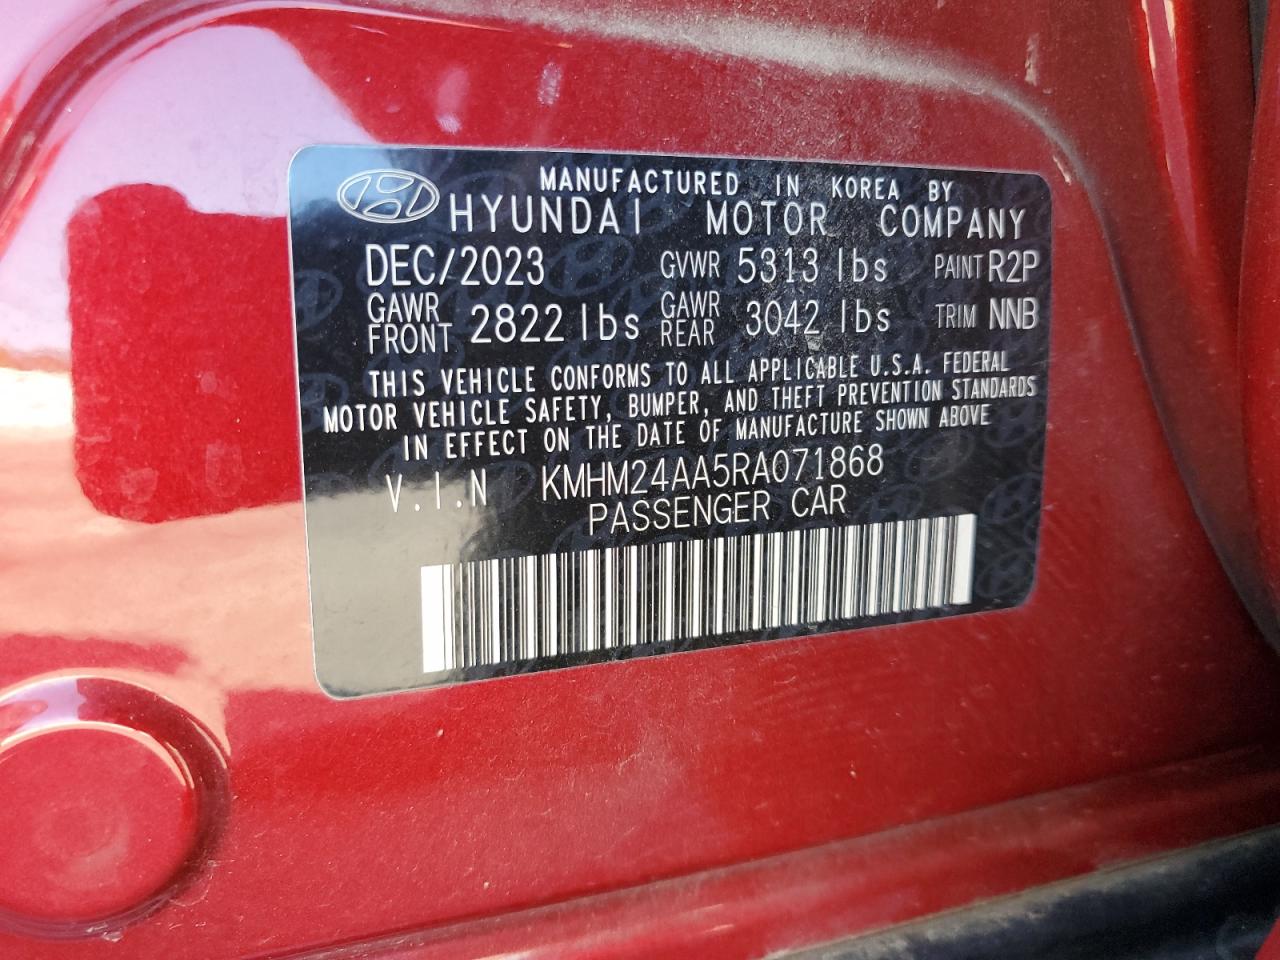 MANUFACTURED IN KOREA BY
HYUNDAI MOTOR COMPANY
DEC/2023 GVWR 5313 lbs PAINT R2P
GAWR FRONT 2822 lbs GAWR REAR 3042 lbs TRIM NNB
THIS VEHICLE CONFORMS TO ALL APPLICABLE U.S.A. FEDERAL
MOTOR VEHICLE SAFETY, BUMPER, AND THEFT PREVENTION STANDARDS
IN EFFECT ON THE DATE OF MANUFACTURE SHOWN ABOVE
V.I.N KMHM24AA5RA071868
PASSENGER CAR